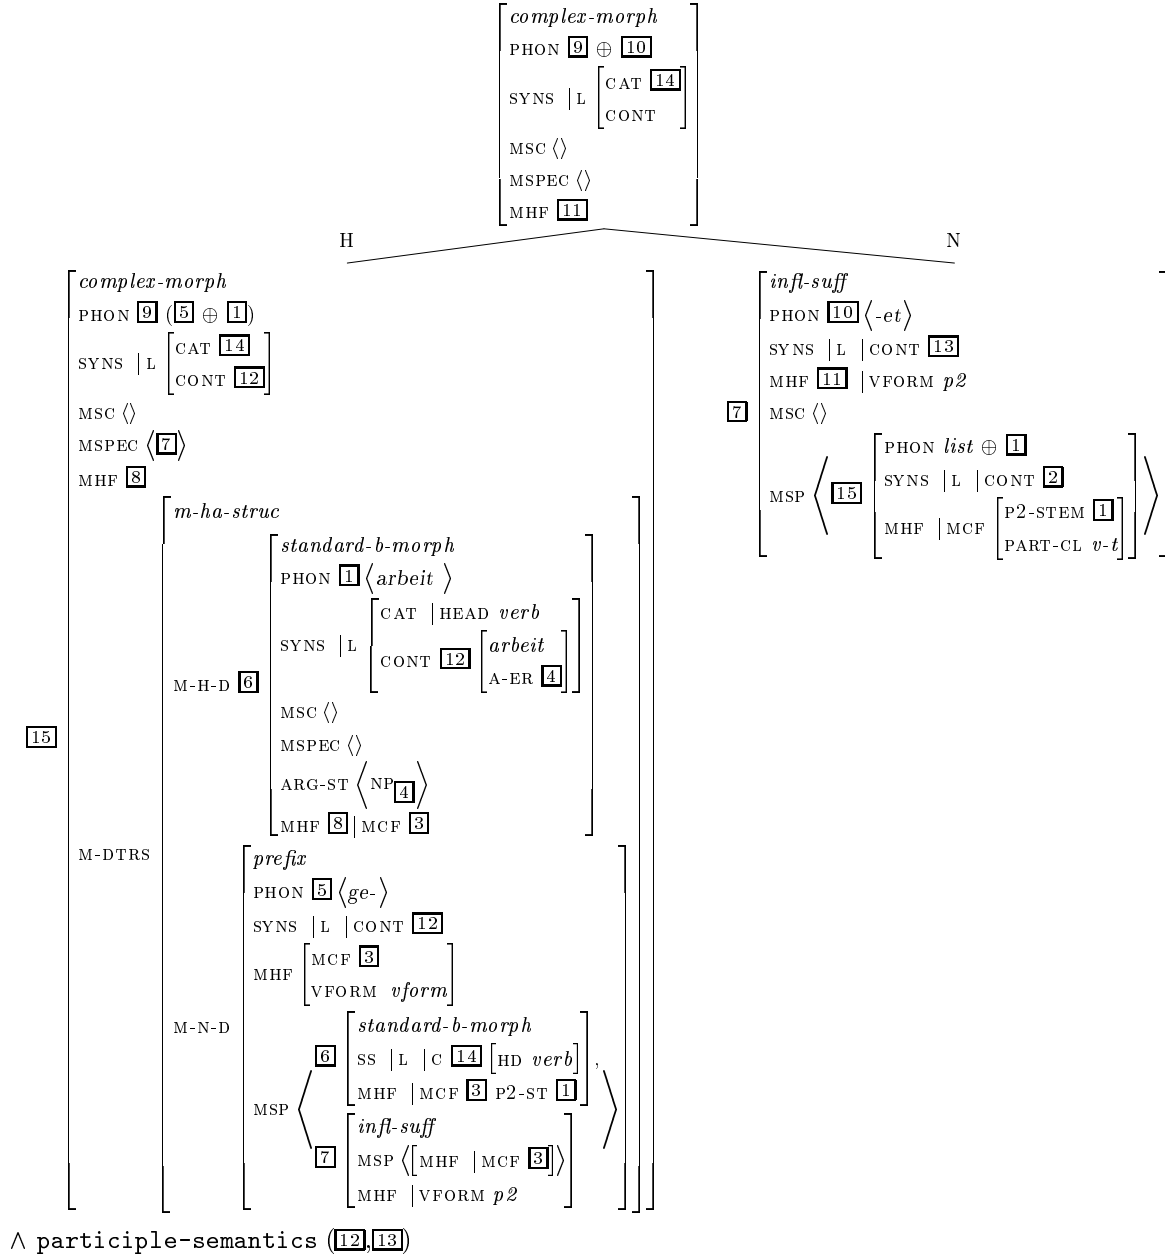 complex-morph
PHON 9 ⊕ 10
SYNS |L [CAT 14
CONT]
MSC ⟨⟩
MSPEC ⟨⟩
MHF 11
H
N
complex-morph
PHON 9 (5 ⊕ 1)
SYNS |L [CAT 14
CONT 12]
MSC ⟨⟩
MSPEC ⟨7⟩
MHF 8
15
M-DTRS
m-ha-struc
M-H-D 6
standard-b-morph
PHON 1 ⟨arbeit ⟩
SYNS |L [CAT |HEAD verb
CONT 12 [arbeit
A-ER 4]]
MSC ⟨⟩
MSPEC ⟨⟩
ARG-ST ⟨NP4⟩
MHF 8 |MCF 3
M-N-D
prefix
PHON 5 ⟨ge-⟩
SYNS |L |CONT 12
MHF [MCF 3
VFORM vform]
MSP ⟨
6 [standard-b-morph
SS |L |C 14 [HD verb]
MHF |MCF 3 P2-ST 1],
7 [infl-suff
MSP ⟨[MHF |MCF 3]⟩
MHF |VFORM p2]⟩
7
infl-suff
PHON 10 ⟨-et⟩
SYNS |L |CONT 13
MHF 11 |VFORM p2
MSC ⟨⟩
MSP ⟨15 [PHON list ⊕ 1
SYNS |L |CONT 2
MHF |MCF [P2-STEM 1
PART-CL v-t]]⟩
∧ participle-semantics (12,13)